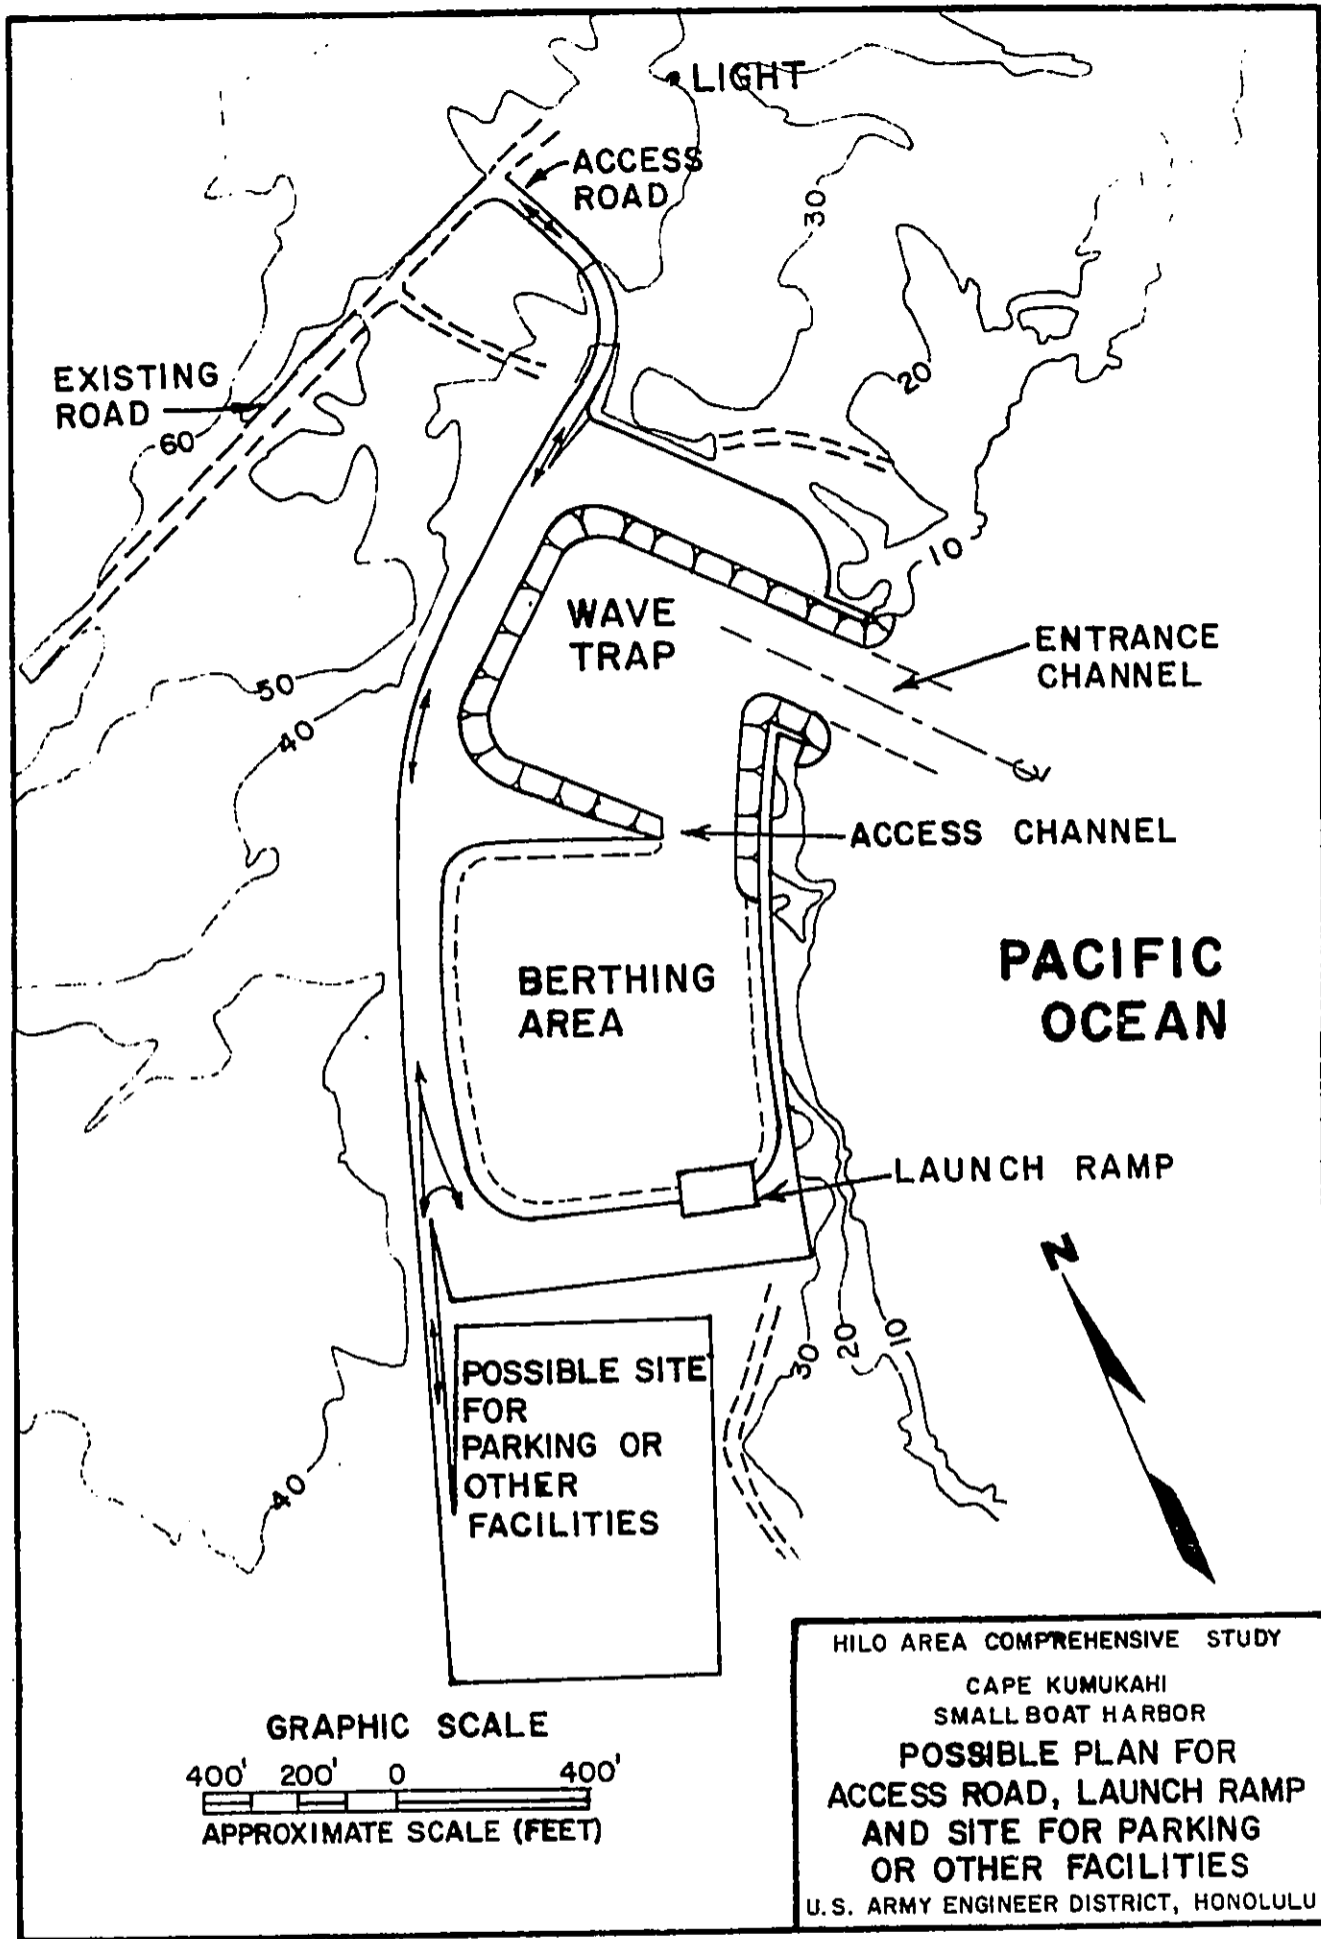 LIGHT
ACCESS
ROAD
30
EXISTING
ROAD
20
60
10
WAVE
TRAP
ENTRANCE
CHANNEL
50
40
ACCESS CHANNEL
PACIFIC
OCEAN
BERTHING
AREA
LAUNCH RAMP
N
30
20
10
POSSIBLE SITE
FOR
PARKING OR
OTHER
FACILITIES
40
GRAPHIC SCALE
400' 200' 0 400'
APPROXIMATE SCALE (FEET)
HILO AREA COMPREHENSIVE STUDY
CAPE KUMUKAHI
SMALL BOAT HARBOR
POSSIBLE PLAN FOR
ACCESS ROAD, LAUNCH RAMP
AND SITE FOR PARKING
OR OTHER FACILITIES
U.S. ARMY ENGINEER DISTRICT, HONOLULU